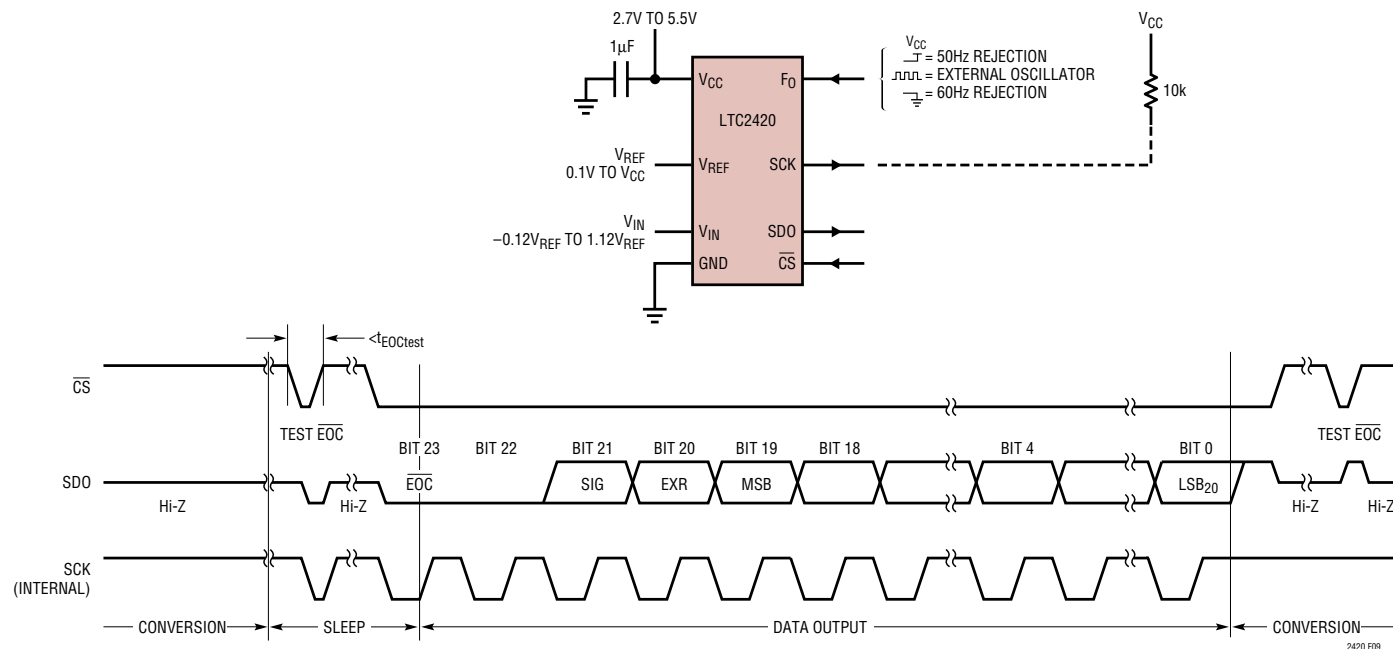 2.7V TO 5.5V
1µF
VCC
FO
VCC
= 50Hz REJECTION
= EXTERNAL OSCILLATOR
= 60Hz REJECTION
VCC
10k
LTC2420
VREF
0.1V TO VCC
VREF
SCK
VIN
–0.12VREF TO 1.12VREF
VIN
SDO
GND
CS
<tEOCtest
CS
TEST EOC
TEST EOC
BIT 23
BIT 22
BIT 21
BIT 20
BIT 19
BIT 18
BIT 4
BIT 0
SDO
EOC
SIG
EXR
MSB
LSB20
Hi-Z
Hi-Z
Hi-Z
Hi-Z
SCK
(INTERNAL)
CONVERSION
SLEEP
DATA OUTPUT
CONVERSION
2420 F09